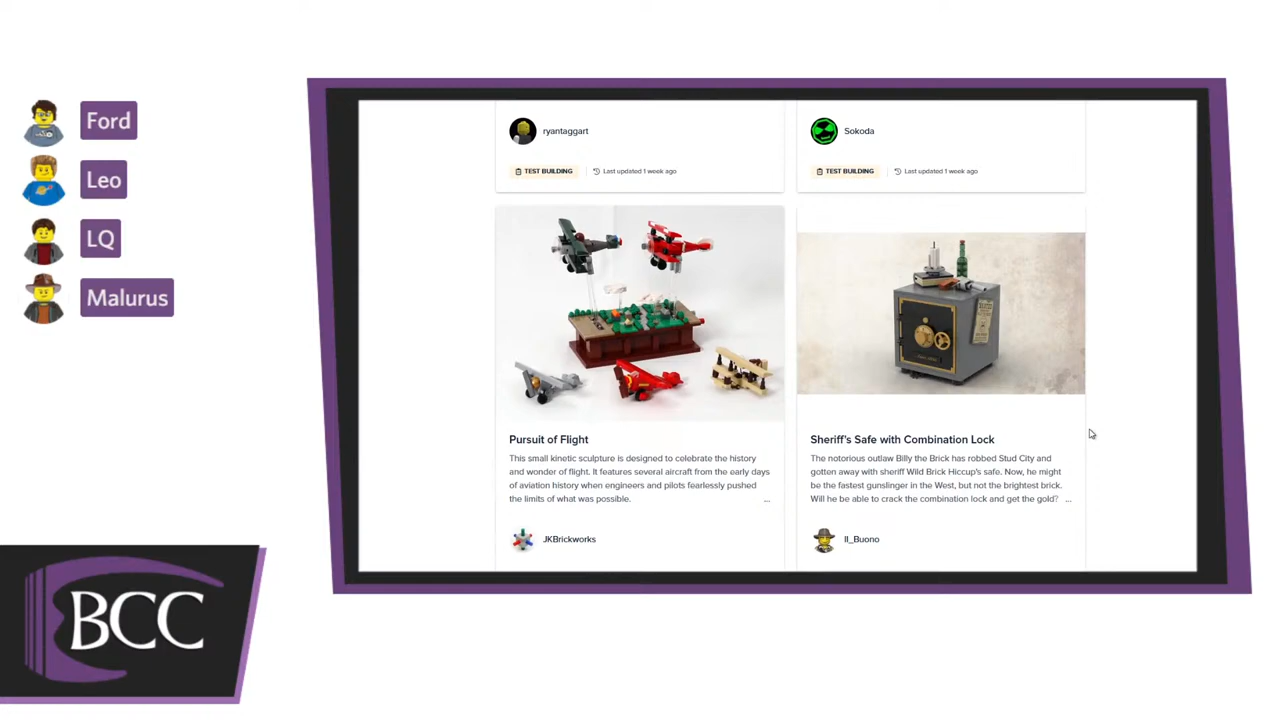 Ford
Leo
LQ
Malurus
BCC
ryantaggart
TEST BUILDING
Last updated 1 week ago
Sokoda
TEST BUILDING
Last updated 1 week ago
Pursuit of Flight
This small kinetic sculpture is designed to celebrate the history
and wonder of flight. It features several aircraft from the early days
of aviation history when engineers and pilots fearlessly pushed
the limits of what was possible. ...
JKBrickworks
Sheriff's Safe with Combination Lock
The notorious outlaw Billy the Brick has robbed Stud City and
gotten away with sheriff Wild Brick Hiccup's safe. Now, he might
be the fastest gunslinger in the West, but not the brightest brick.
Will he be able to crack the combination lock and get the gold? ...
Il_Buono